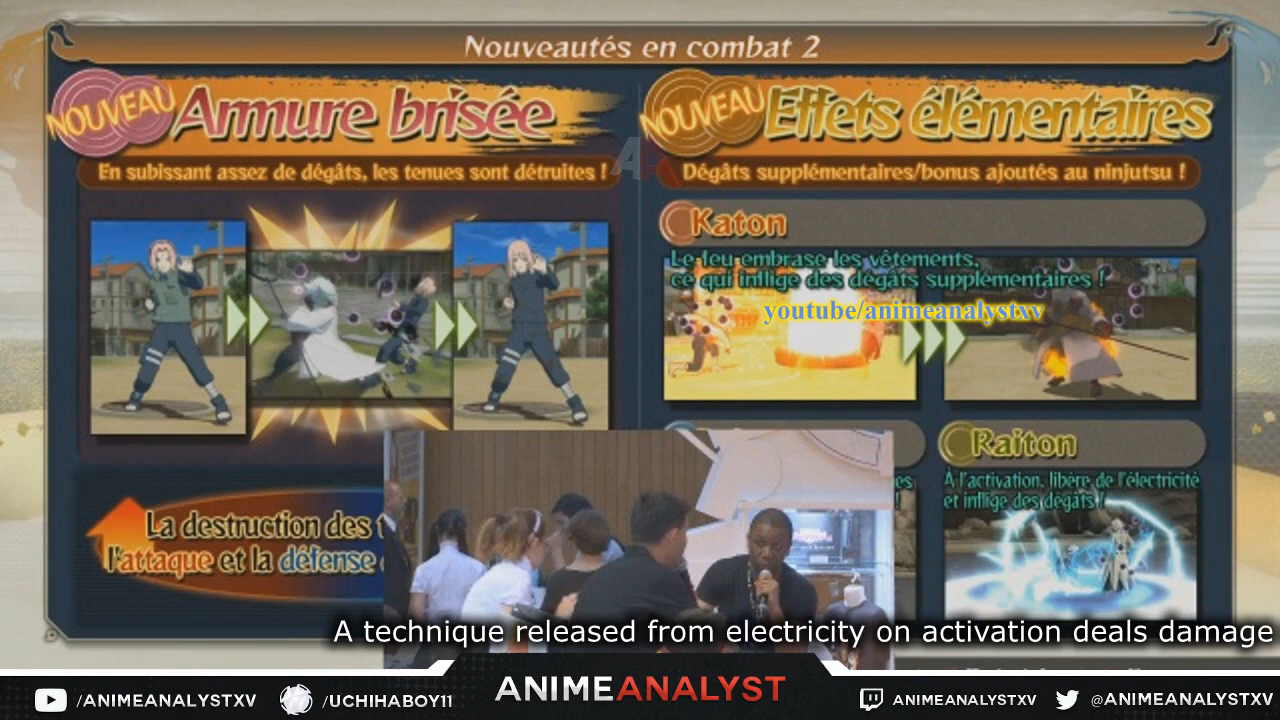 Nouveautés en combat 2
NOUVEAU
Armure brisée
En subissant assez de dégâts, les tenues sont détruites !
La destruction des
l'attaque et la défense
NOUVEAU
Effets élémentaires
Dégâts supplémentaires/bonus ajoutés au ninjutsu !
Katon
Le feu embrase les vêtements,
ce qui inflige des dégâts supplémentaires !
youtube/animeanalystxv
Raiton
À l'activation, libère de l'électricité
et inflige des dégâts !
A technique released from electricity on activation deals damage
/ANIMEANALYSTXV
/UCHIHABOY11
ANIMEANALYST
ANIMEANALYSTXV
@ANIMEANALYSTXV